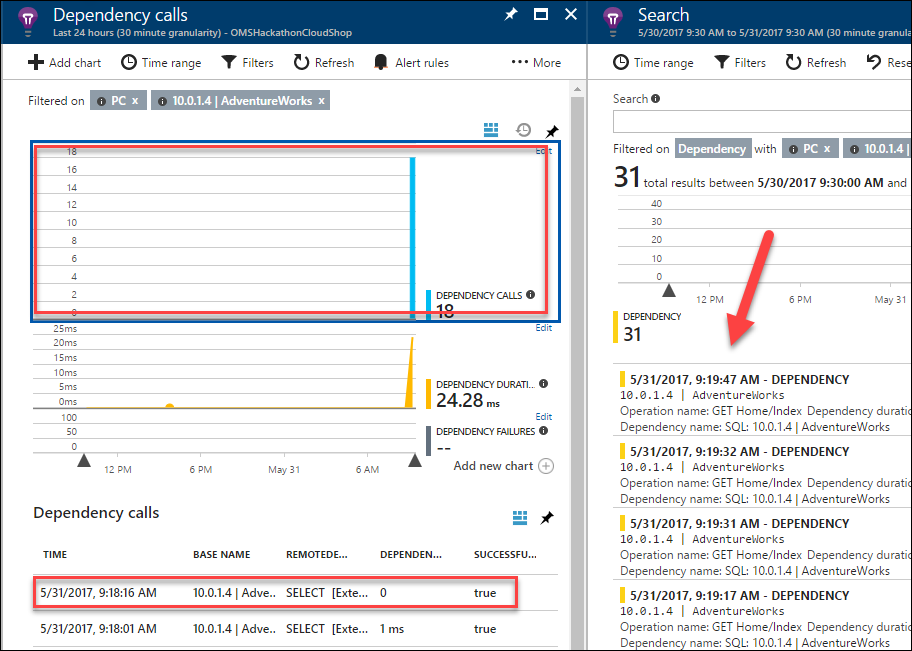 Dependency calls
Last 24 hours (30 minute granularity) - OMSHackathonCloudShop
Add chart Time range Filters Refresh Alert rules More
Filtered on PC x 10.0.1.4 | AdventureWorks x
Edit
18
16
14
12
10
8
6
4
2
0
DEPENDENCY CALLS
18
Edit
25ms
20ms
15ms
10ms
5ms
0ms
DEPENDENCY DURATI...
24.28 ms
Edit
100
50
0
DEPENDENCY FAILURES
--
12 PM 6 PM May 31 6 AM
Add new chart
Dependency calls
TIME BASE NAME REMOTEDE... DEPENDEN... SUCCESSFU...
5/31/2017, 9:18:16 AM 10.0.1.4 | Adve.. SELECT [Exte... 0 true
5/31/2017, 9:18:01 AM 10.0.1.4 | Adve.. SELECT [Exte... 1 ms true
Search
5/30/2017 9:30 AM to 5/31/2017 9:30 AM (30 minute granula
Time range Filters Refresh Rese
Search
Filtered on Dependency with PC x 10.0.1.4 |
31 total results between 5/30/2017 9:30:00 AM and
40
30
20
10
0
12 PM 6 PM May 31
DEPENDENCY
31
5/31/2017, 9:19:47 AM - DEPENDENCY
10.0.1.4 | AdventureWorks
Operation name: GET Home/Index Dependency duratio
Dependency name: SQL: 10.0.1.4 | AdventureWorks
5/31/2017, 9:19:32 AM - DEPENDENCY
10.0.1.4 | AdventureWorks
Operation name: GET Home/Index Dependency duratio
Dependency name: SQL: 10.0.1.4 | AdventureWorks
5/31/2017, 9:19:31 AM - DEPENDENCY
10.0.1.4 | AdventureWorks
Operation name: GET Home/Index Dependency duratio
Dependency name: SQL: 10.0.1.4 | AdventureWorks
5/31/2017, 9:19:17 AM - DEPENDENCY
10.0.1.4 | AdventureWorks
Operation name: GET Home/Index Dependency duratio
Dependency name: SQL: 10.0.1.4 | AdventureWorks